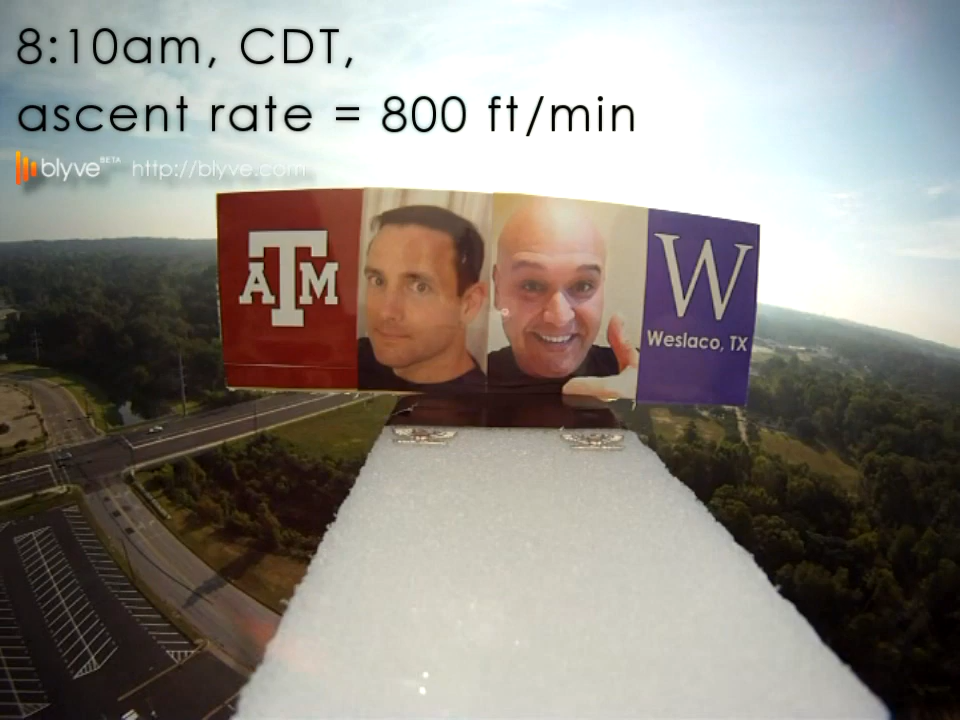 8:10am, CDT,
ascent rate = 800 ft/min
blyve BETA http://blyve.com
ATM
W
Weslaco, TX